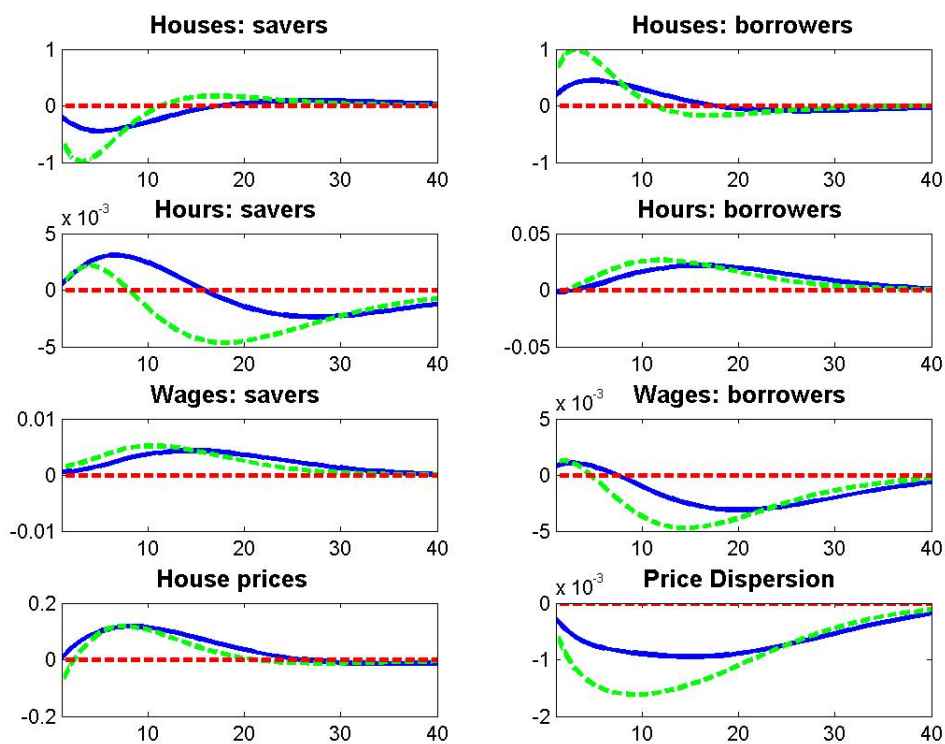 Houses: savers
1
0
-1
10 20 30 40
Houses: borrowers
1
0
-1
10 20 30 40
x 10-3
Hours: savers
5
0
-5
10 20 30 40
Hours: borrowers
0.05
0
-0.05
10 20 30 40
Wages: savers
0.01
0
-0.01
10 20 30 40
x 10-3
Wages: borrowers
5
0
-5
10 20 30 40
House prices
0.2
0
-0.2
10 20 30 40
x 10-3
Price Dispersion
0
-1
-2
10 20 30 40